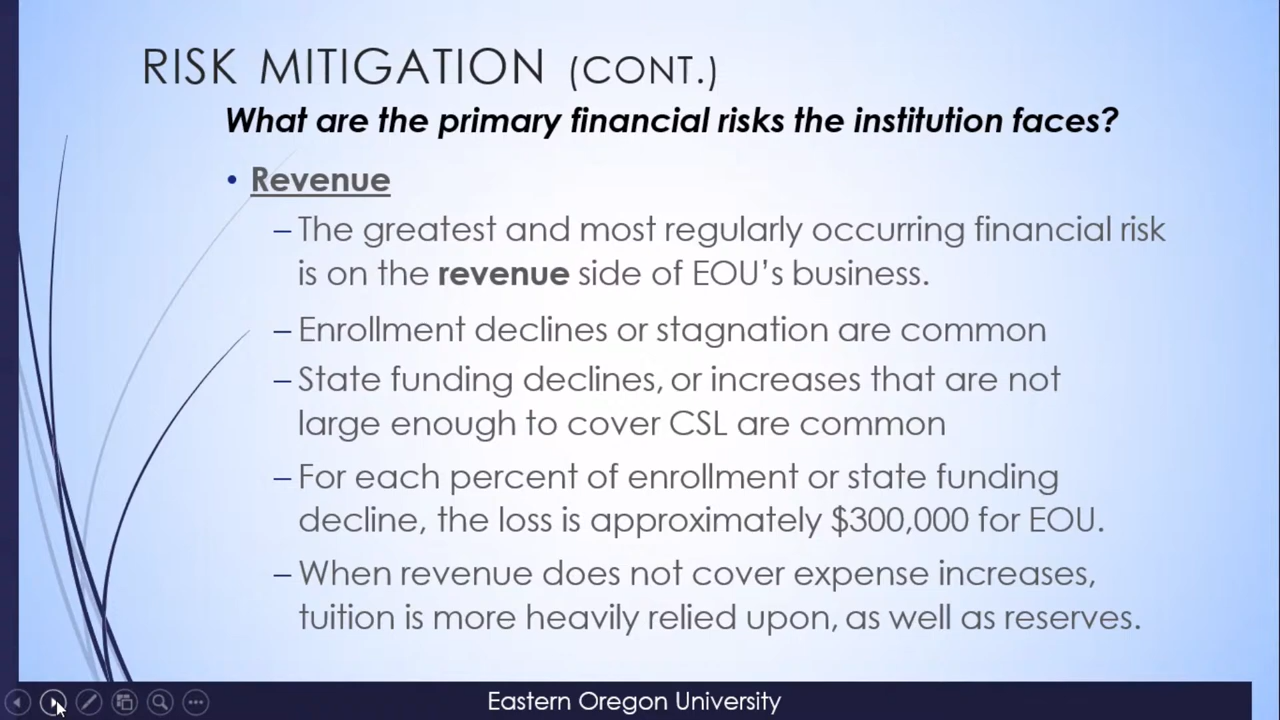 RISK MITIGATION (CONT.)
What are the primary financial risks the institution faces?
• Revenue
– The greatest and most regularly occurring financial risk
is on the revenue side of EOU’s business.
– Enrollment declines or stagnation are common
– State funding declines, or increases that are not
large enough to cover CSL are common
– For each percent of enrollment or state funding
decline, the loss is approximately $300,000 for EOU.
– When revenue does not cover expense increases,
tuition is more heavily relied upon, as well as reserves.
Eastern Oregon University